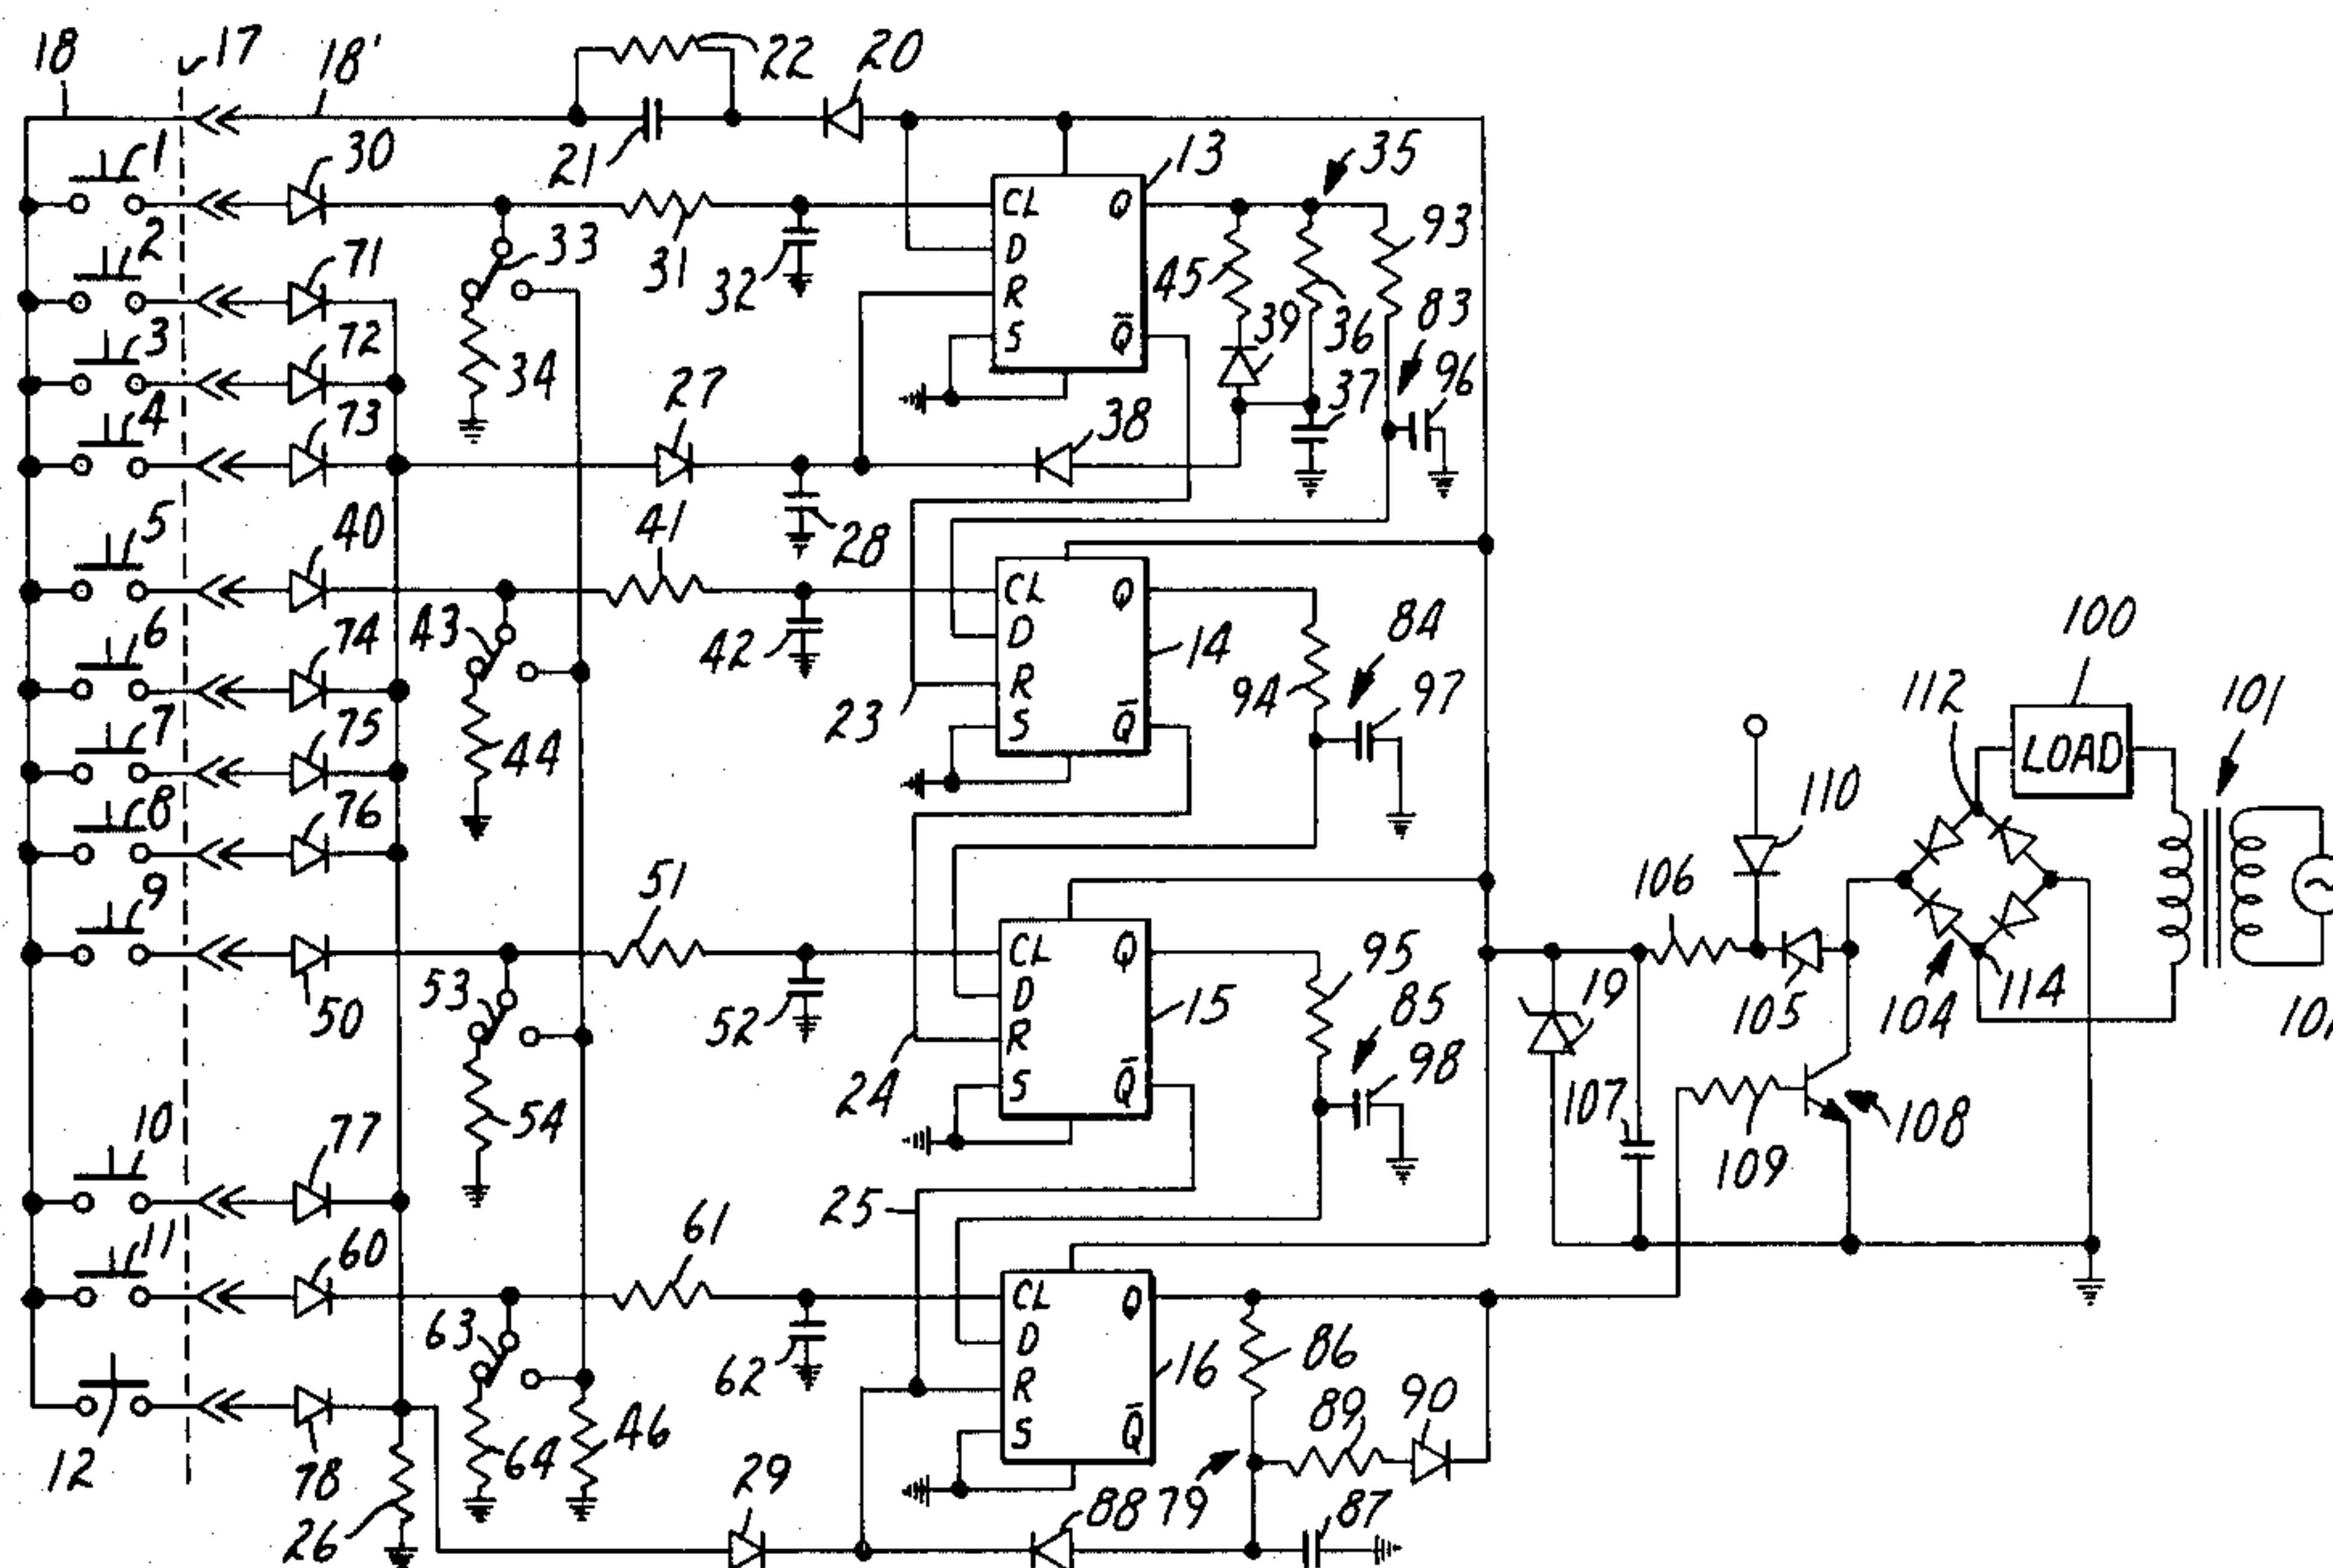 18 17 18' 22 20
1 30 21 13 35
CL Q 93
2 71 33 31 32 D 45 39 36 83
R
3 72 34 S Q̄ 37 96
27 38
4 73
5 40 41 28
CL Q 84 100
6 74 43 42 D 14 94 97 112 101
R
23 S Q̄ LOAD
7 75 44 110
8 76
9 51 106
CL Q 95
50 53 52 D 15 85 19 105 104 114 10
R
24 S Q̄ 98 107 108
10 77 54 109
25
11 60 61
CL Q
63 62 D 16 86
R 89 90
S Q̄
12 78 64 46
26 29 88 79 87